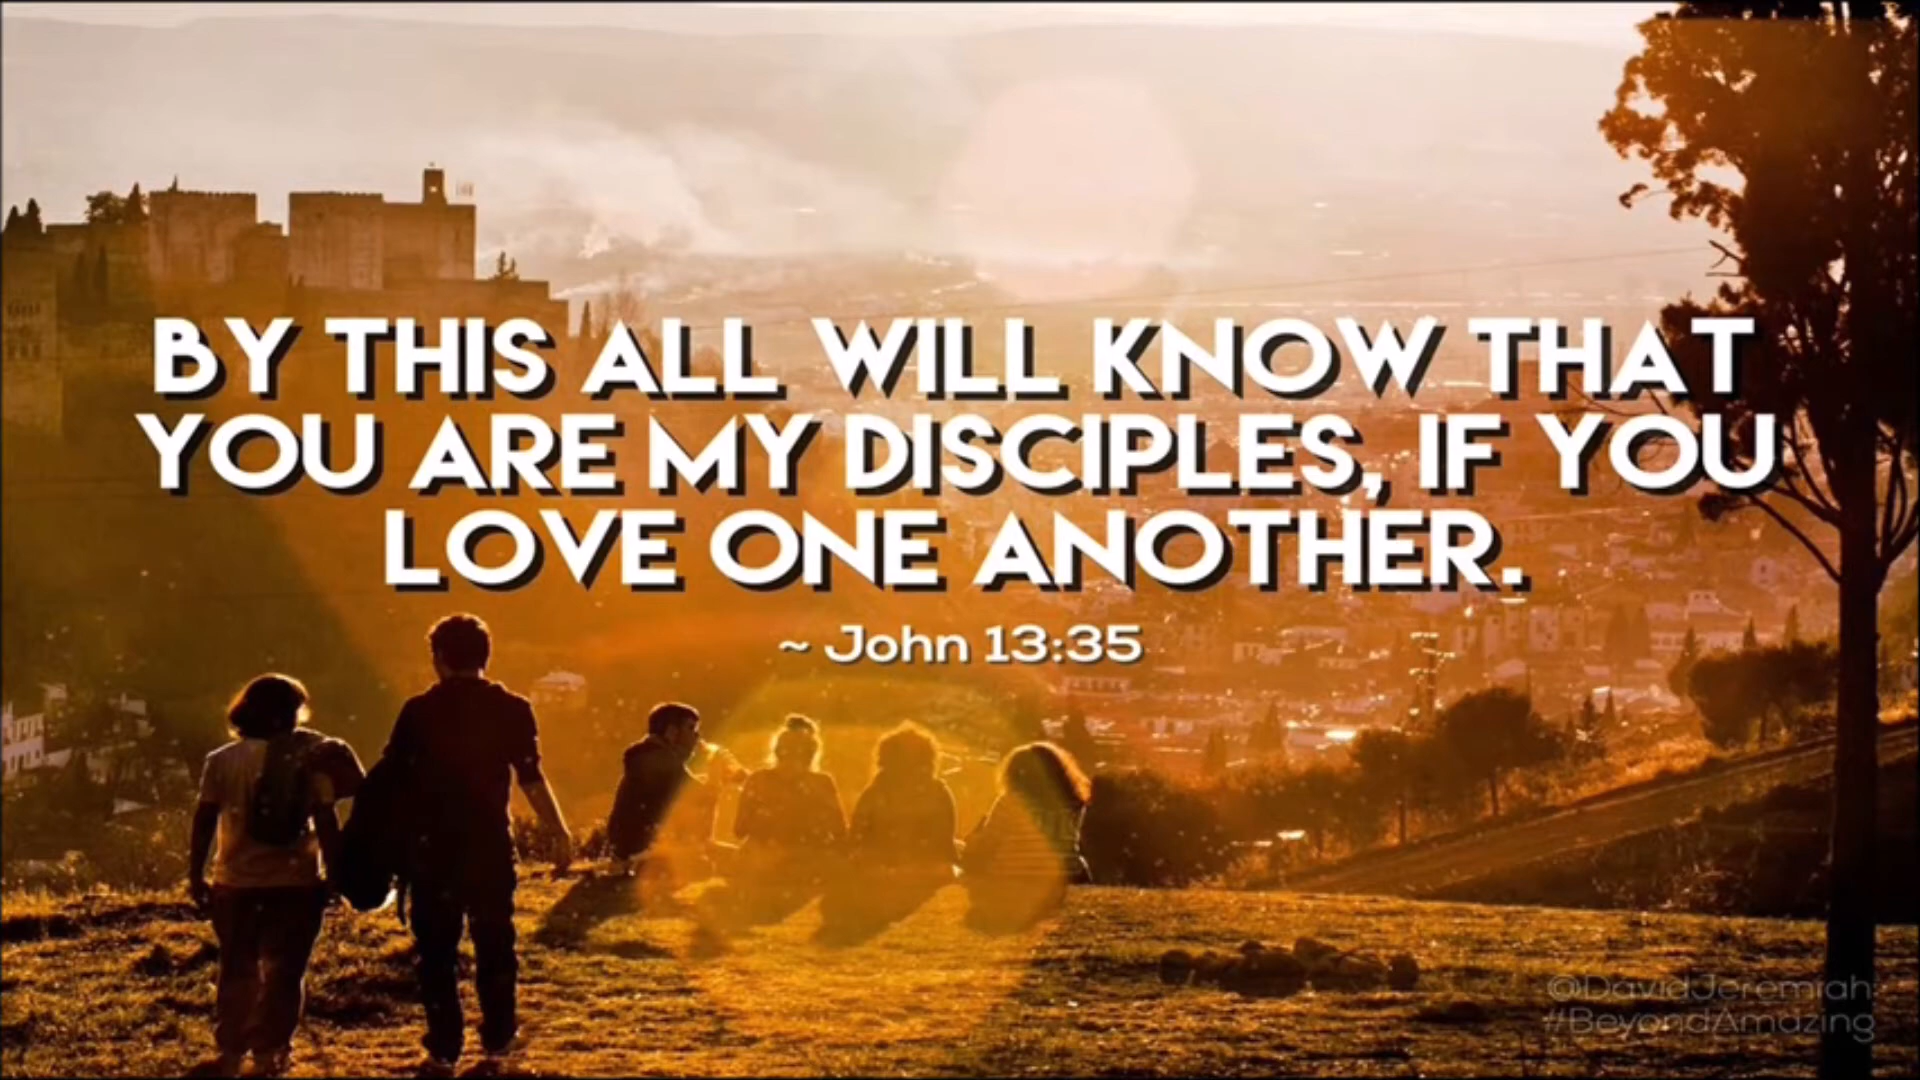 BY THIS ALL WILL KNOW THAT
YOU ARE MY DISCIPLES, IF YOU
LOVE ONE ANOTHER.
~ John 13:35
@DavidJeremiah
#BeyondAmazing